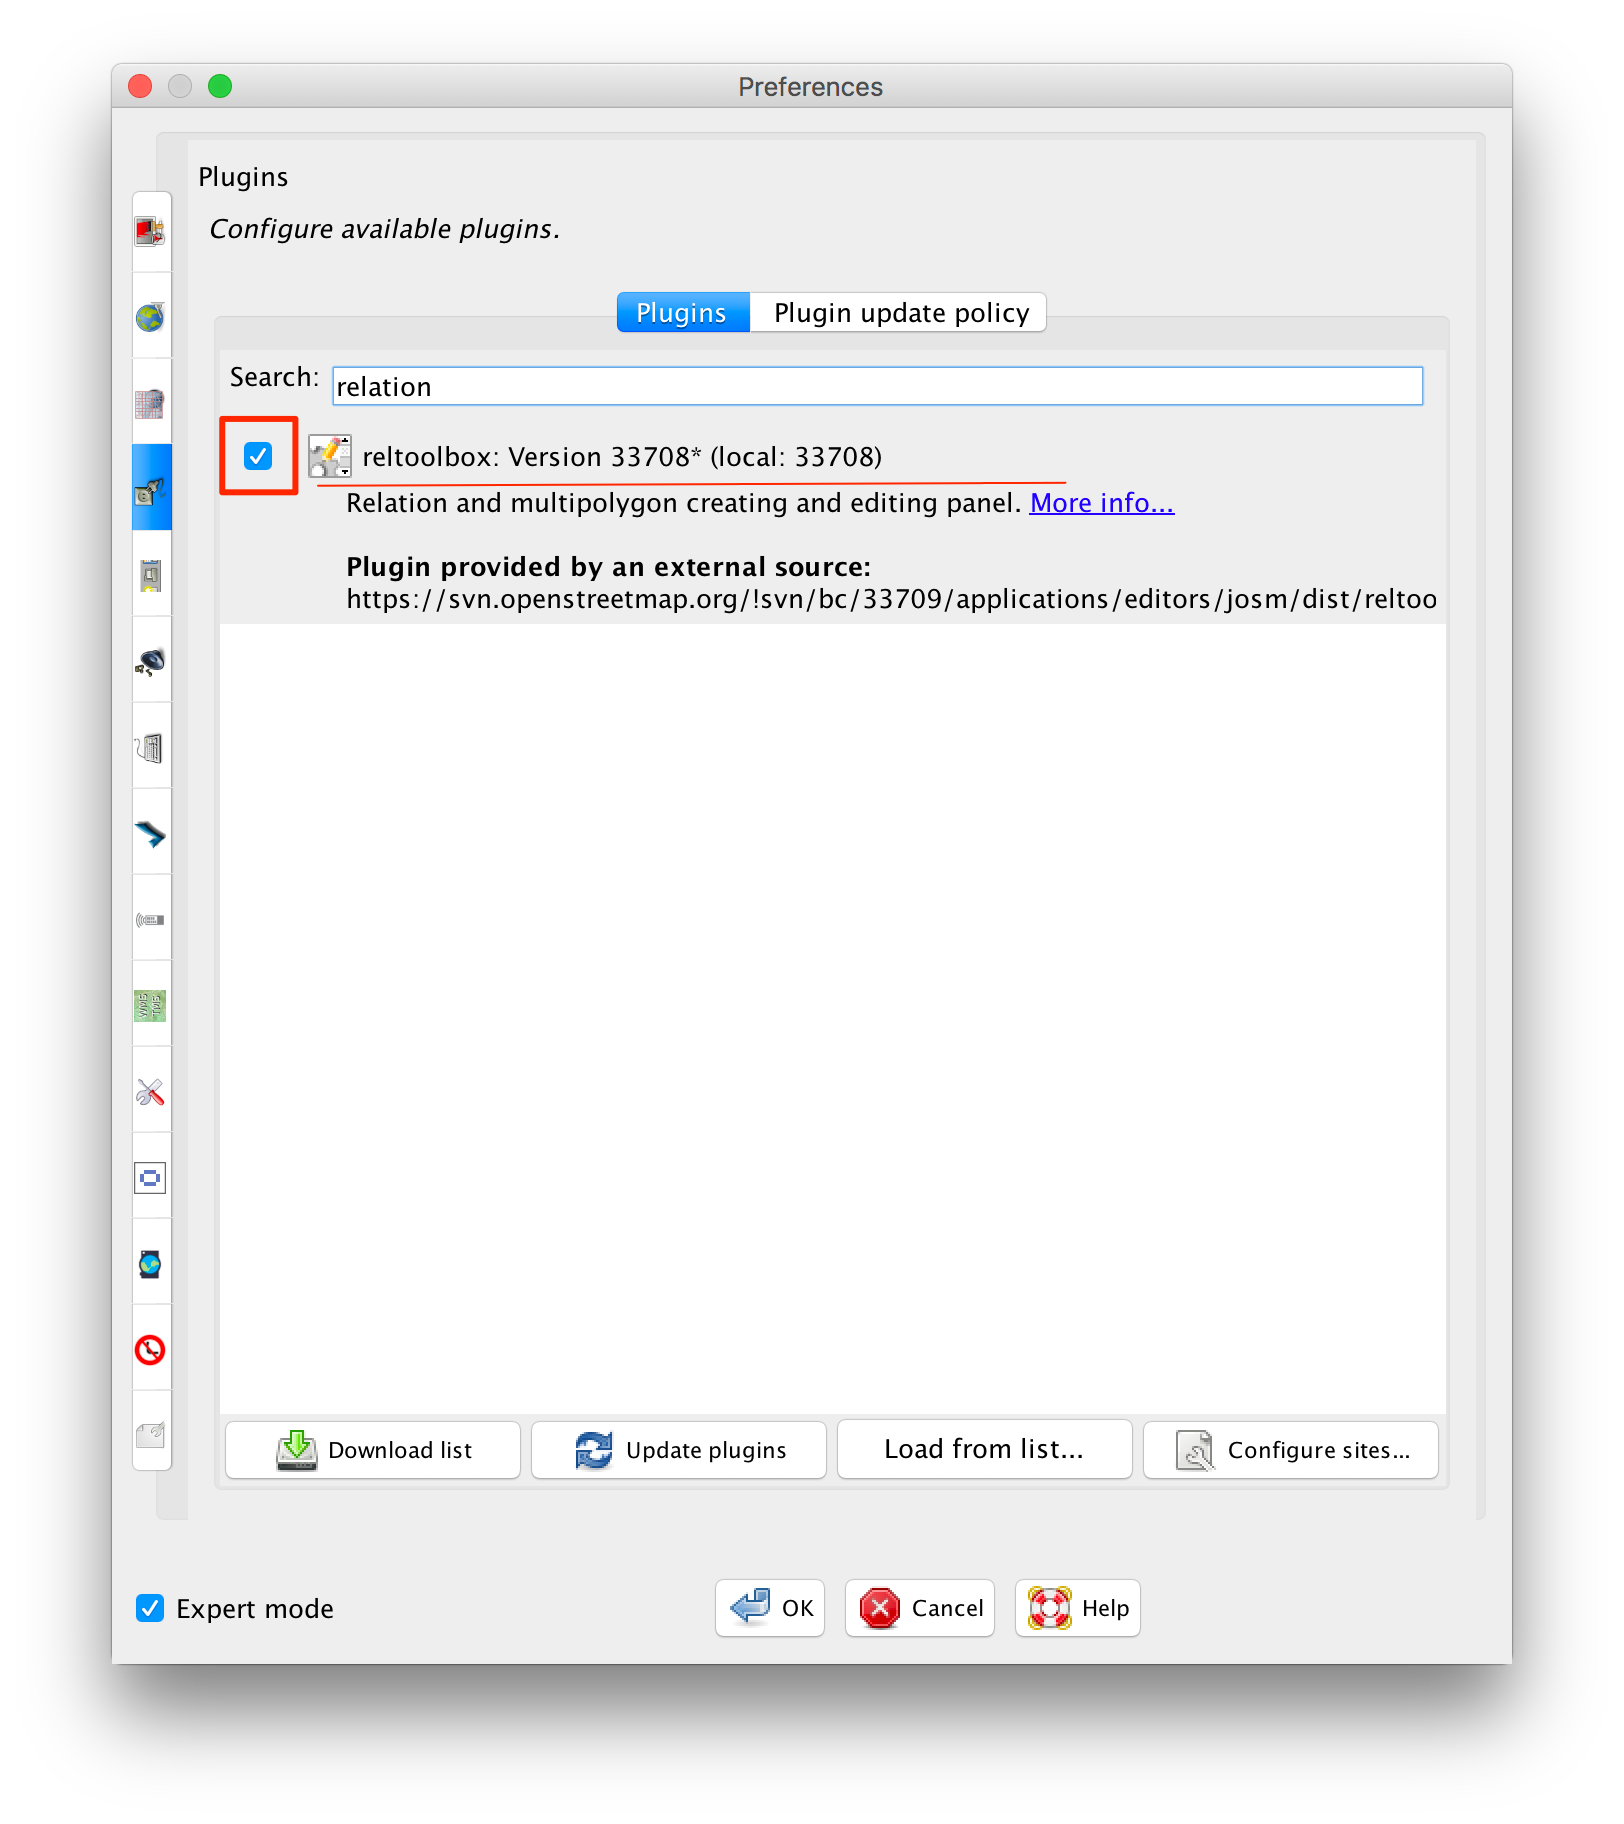 Preferences
Plugins
Configure available plugins.
Plugins
Plugin update policy
Search:
relation
reltoolbox: Version 33708* (local: 33708)
Relation and multipolygon creating and editing panel. More info...
Plugin provided by an external source:
https://svn.openstreetmap.org/!svn/bc/33709/applications/editors/josm/dist/reltoo
WMS
TMS
Download list
Update plugins
Load from list...
Configure sites...
Expert mode
OK
Cancel
Help